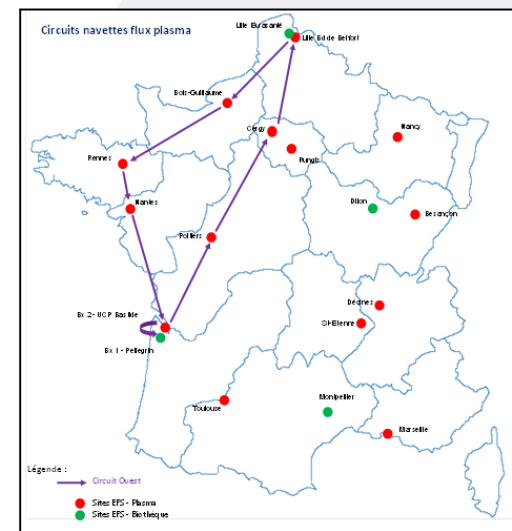 Circuits navettes flux plasma
Lille Eurasanté
Lille Bd de Belfort
Bois-Guillaume
Cergy
Nancy
Rungis
Rennes
Dijon
Nantes
Besançon
Poitiers
Décines
Bx 2 - UCP Bastide
St-Etienne
Bx 1 - Pellegrin
Montpellier
Toulouse
Marseille
Légende :
Circuit Ouest
Sites EFS - Plasma
Sites EFS - Biothèque